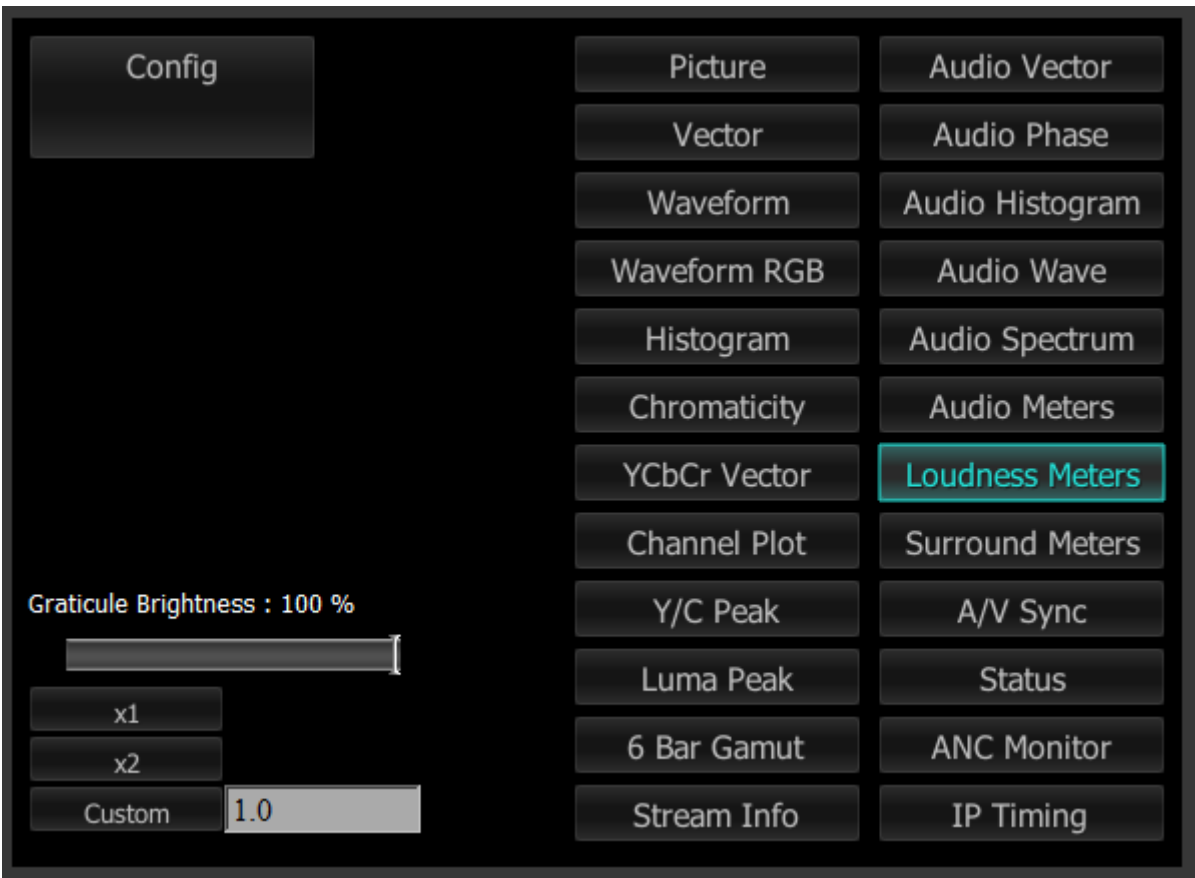 Config
Picture
Audio Vector
Vector
Audio Phase
Waveform
Audio Histogram
Waveform RGB
Audio Wave
Histogram
Audio Spectrum
Chromaticity
Audio Meters
YCbCr Vector
Loudness Meters
Channel Plot
Surround Meters
Graticule Brightness : 100 %
Y/C Peak
A/V Sync
Luma Peak
Status
x1
6 Bar Gamut
ANC Monitor
x2
Custom
1.0
Stream Info
IP Timing